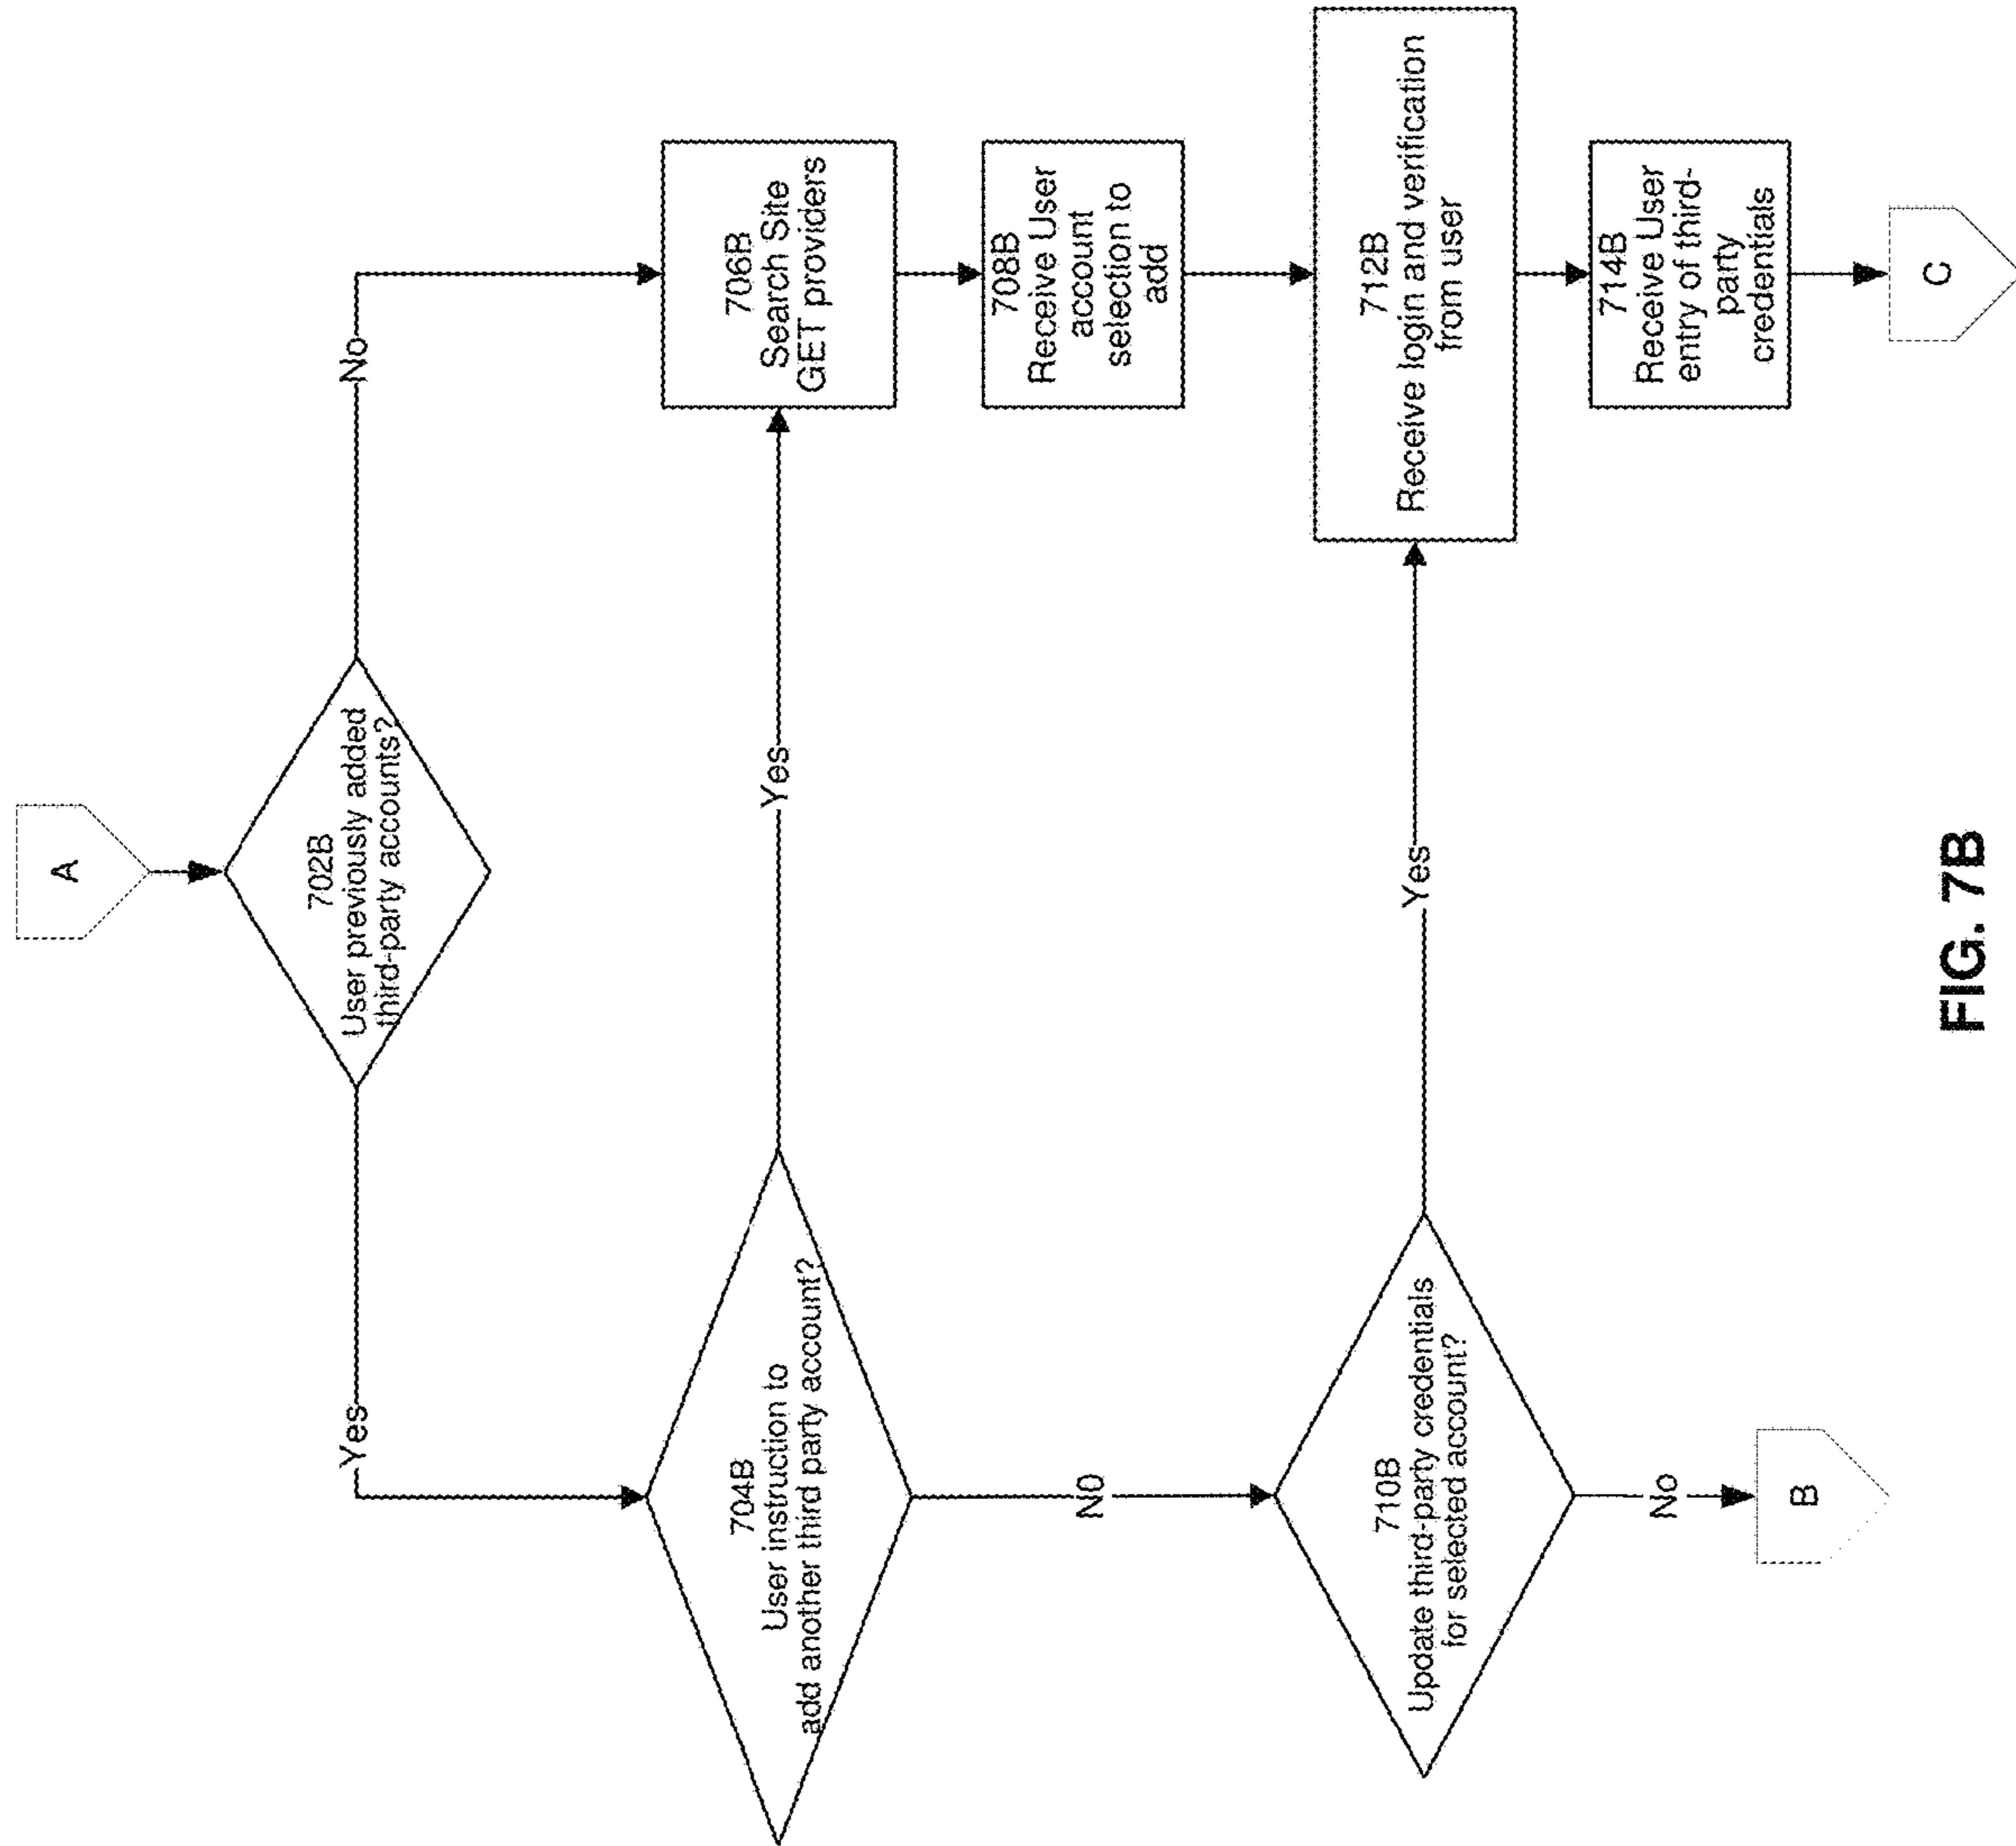 A
702B
User previously added
third-party accounts?
Yes
No
704B
User instruction to
add another third party account?
Yes
706B
Search Site
GET providers
708B
Receive User
account
selection to
add
N0
710B
Update third-party credentials
for selected account?
Yes
712B
Receive login and verification
from user
714B
Receive User
entry of third-
party
credentials
No
B
C
FIG. 7B